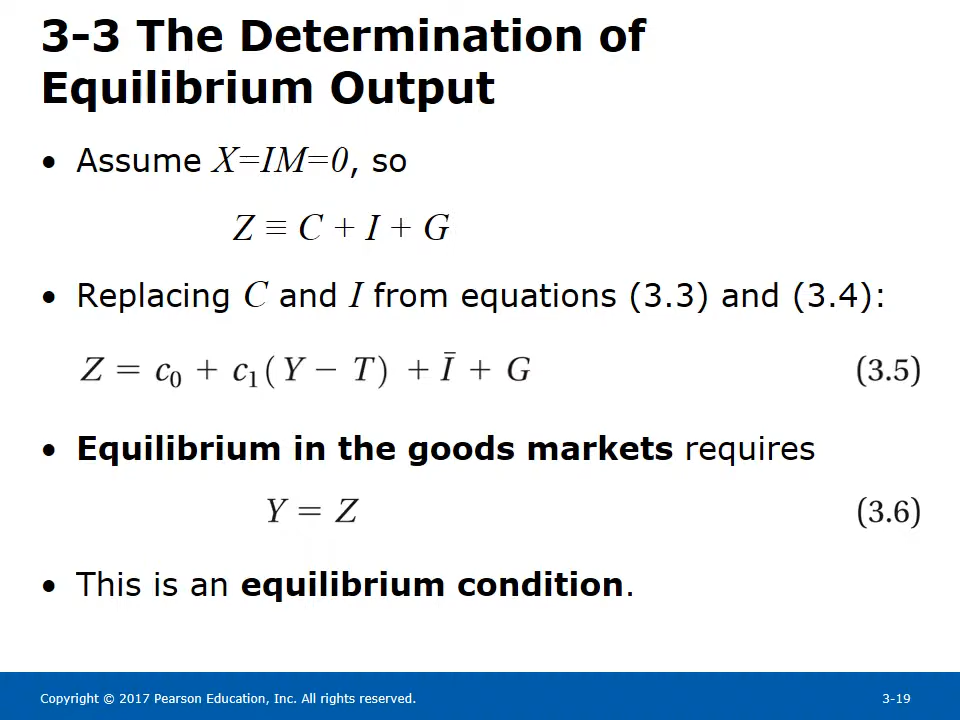 3-3 The Determination of
Equilibrium Output
• Assume X=IM=0, so
Z ≡ C + I + G
• Replacing C and I from equations (3.3) and (3.4):
Z = c₀ + c₁(Y − T) + Ī + G (3.5)
• Equilibrium in the goods markets requires
Y = Z (3.6)
• This is an equilibrium condition.
Copyright © 2017 Pearson Education, Inc. All rights reserved. 3-19